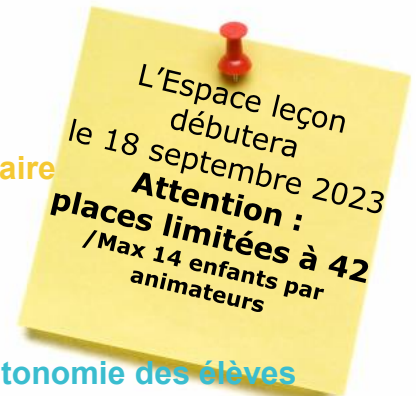 L'Espace leçon
débutera
le 18 septembre 2023
Attention :
places limitées à 42
/Max 14 enfants par
animateurs
aire
tonomie des élèves